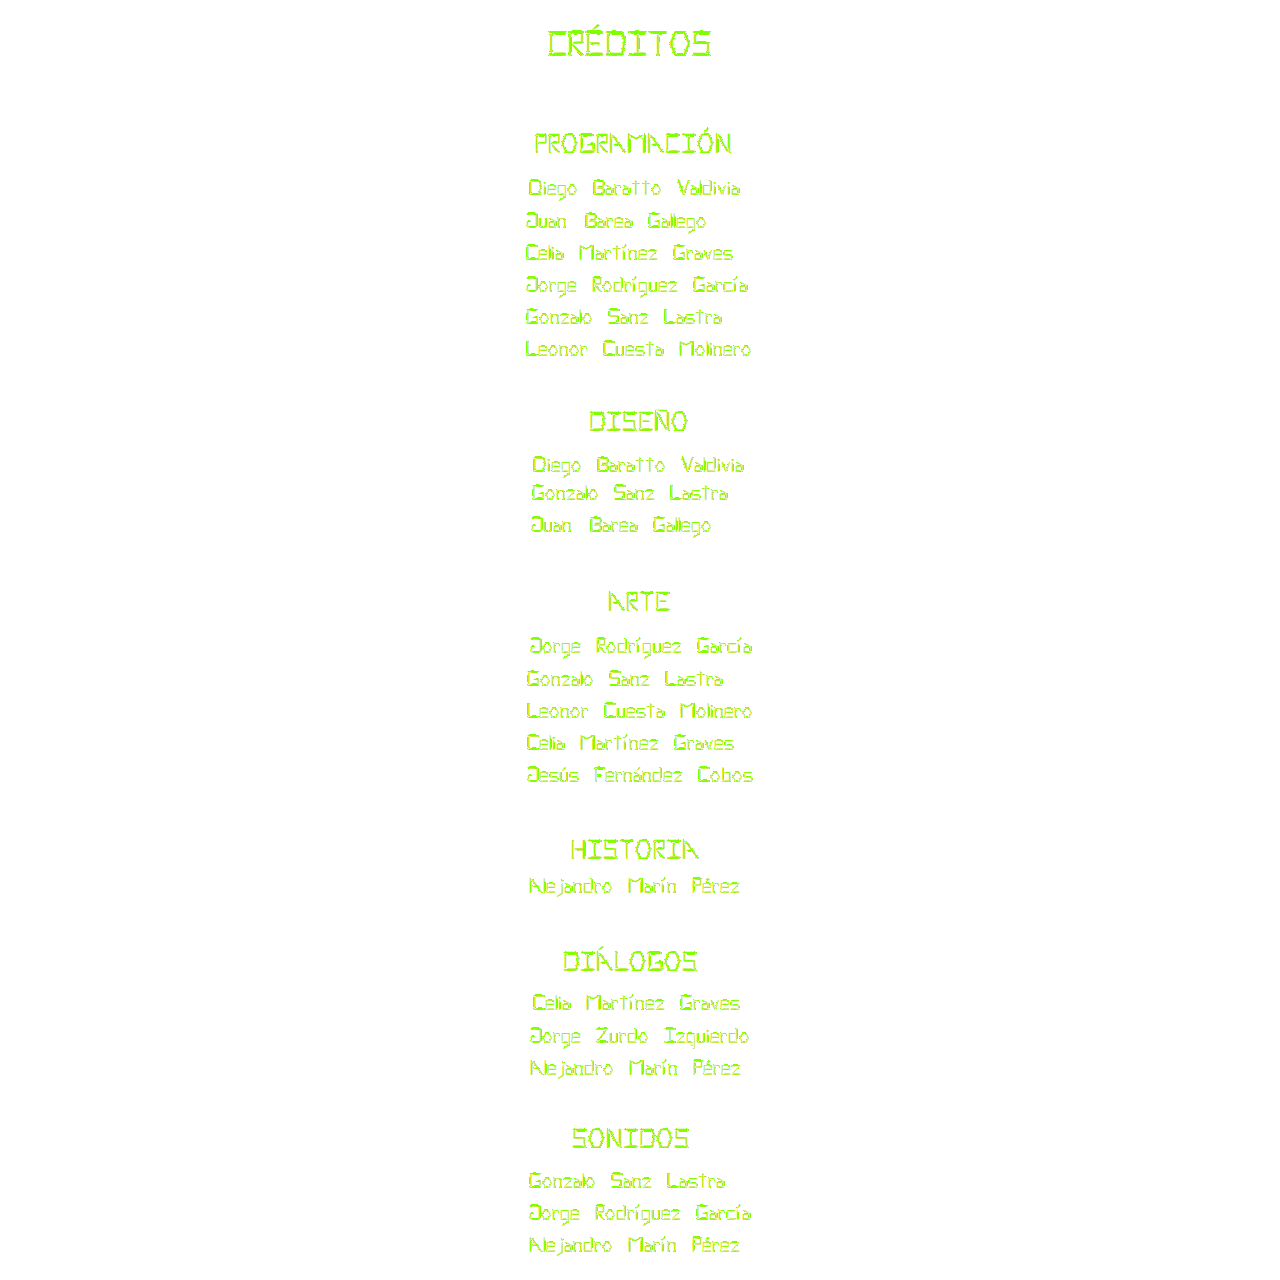 CRÉDITOS
PROGRAMACIÓN
Diego Baratto Valdivia
Juan Barea Gallego
Celia Martínez Graves
Jorge Rodríguez García
Gonzalo Sanz Lastra
Leonor Cuesta Molinero
DISEÑO
Diego Baratto Valdivia
Gonzalo Sanz Lastra
Juan Barea Gallego
ARTE
Jorge Rodríguez García
Gonzalo Sanz Lastra
Leonor Cuesta Molinero
Celia Martínez Graves
Jesús Fernández Cobos
HISTORIA
Alejandro Marín Pérez
DIÁLOGOS
Celia Martínez Graves
Jorge Zurdo Izquierdo
Alejandro Marín Pérez
SONIDOS
Gonzalo Sanz Lastra
Jorge Rodríguez García
Alejandro Marín Pérez